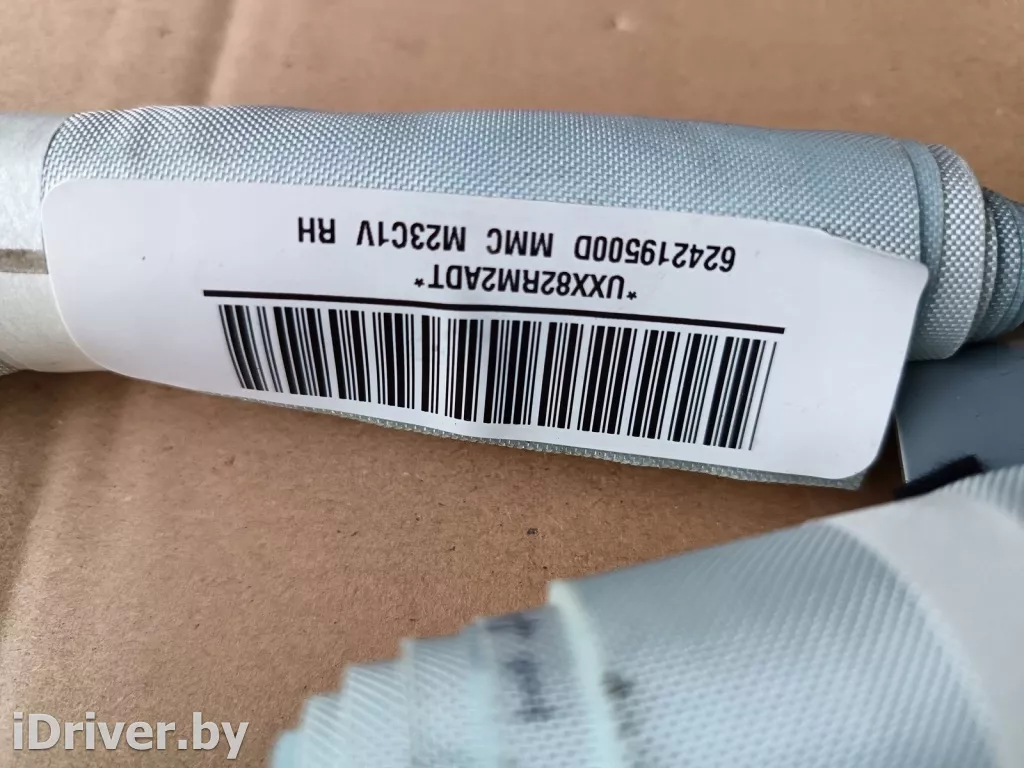 *UXX82RM2ADT*
624219500D MMC M23C1V RH
iDriver.by